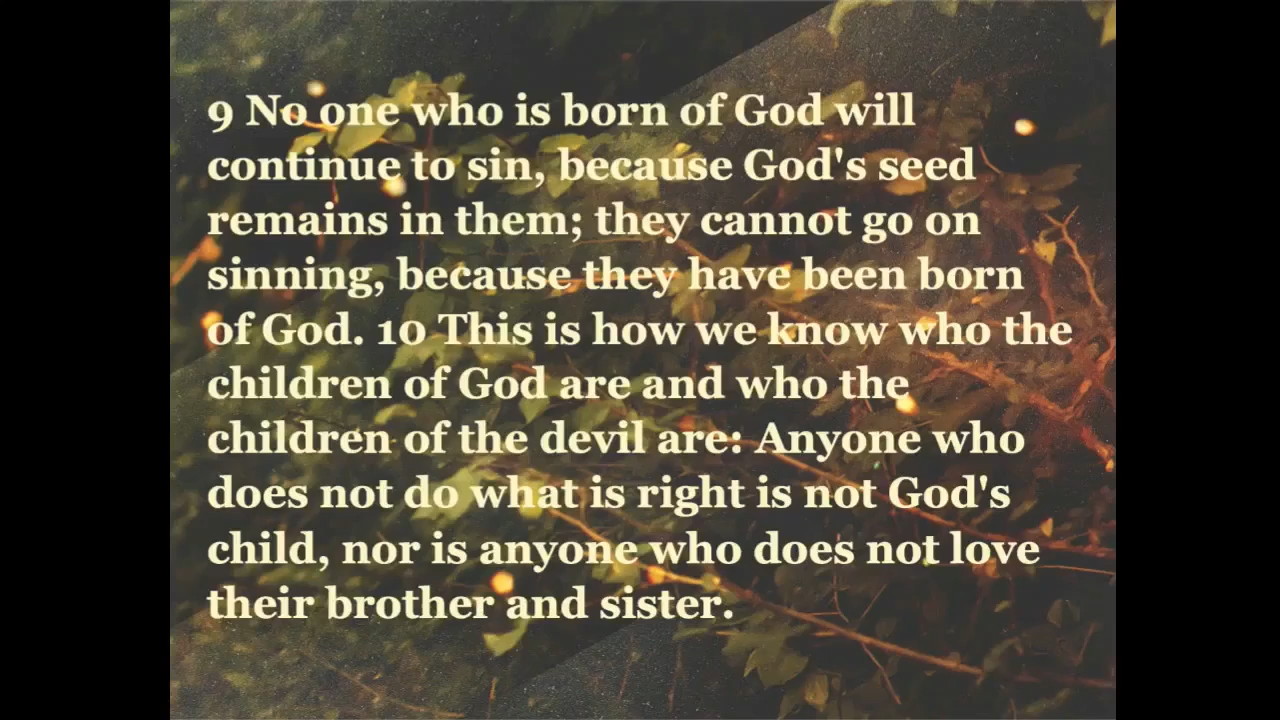 9 No one who is born of God will
continue to sin, because God's seed
remains in them; they cannot go on
sinning, because they have been born
of God. 10 This is how we know who the
children of God are and who the
children of the devil are: Anyone who
does not do what is right is not God's
child, nor is anyone who does not love
their brother and sister.